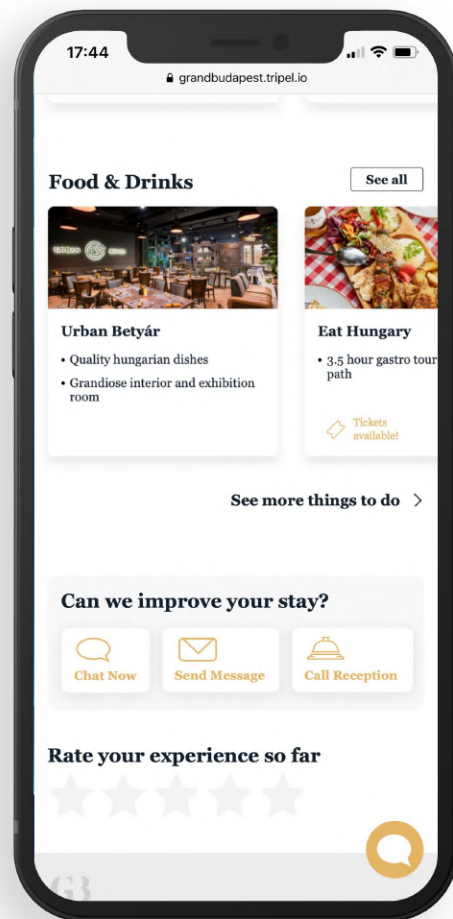 17:44
grandbudapest.tripel.io
Food & Drinks
See all
URBAN
Urban Betyár
• Quality hungarian dishes
• Grandiose interior and exhibition
room
Eat Hungary
• 3.5 hour gastro tour
path
Tickets
available!
See more things to do
Can we improve your stay?
Chat Now
Send Message
Call Reception
Rate your experience so far
GB